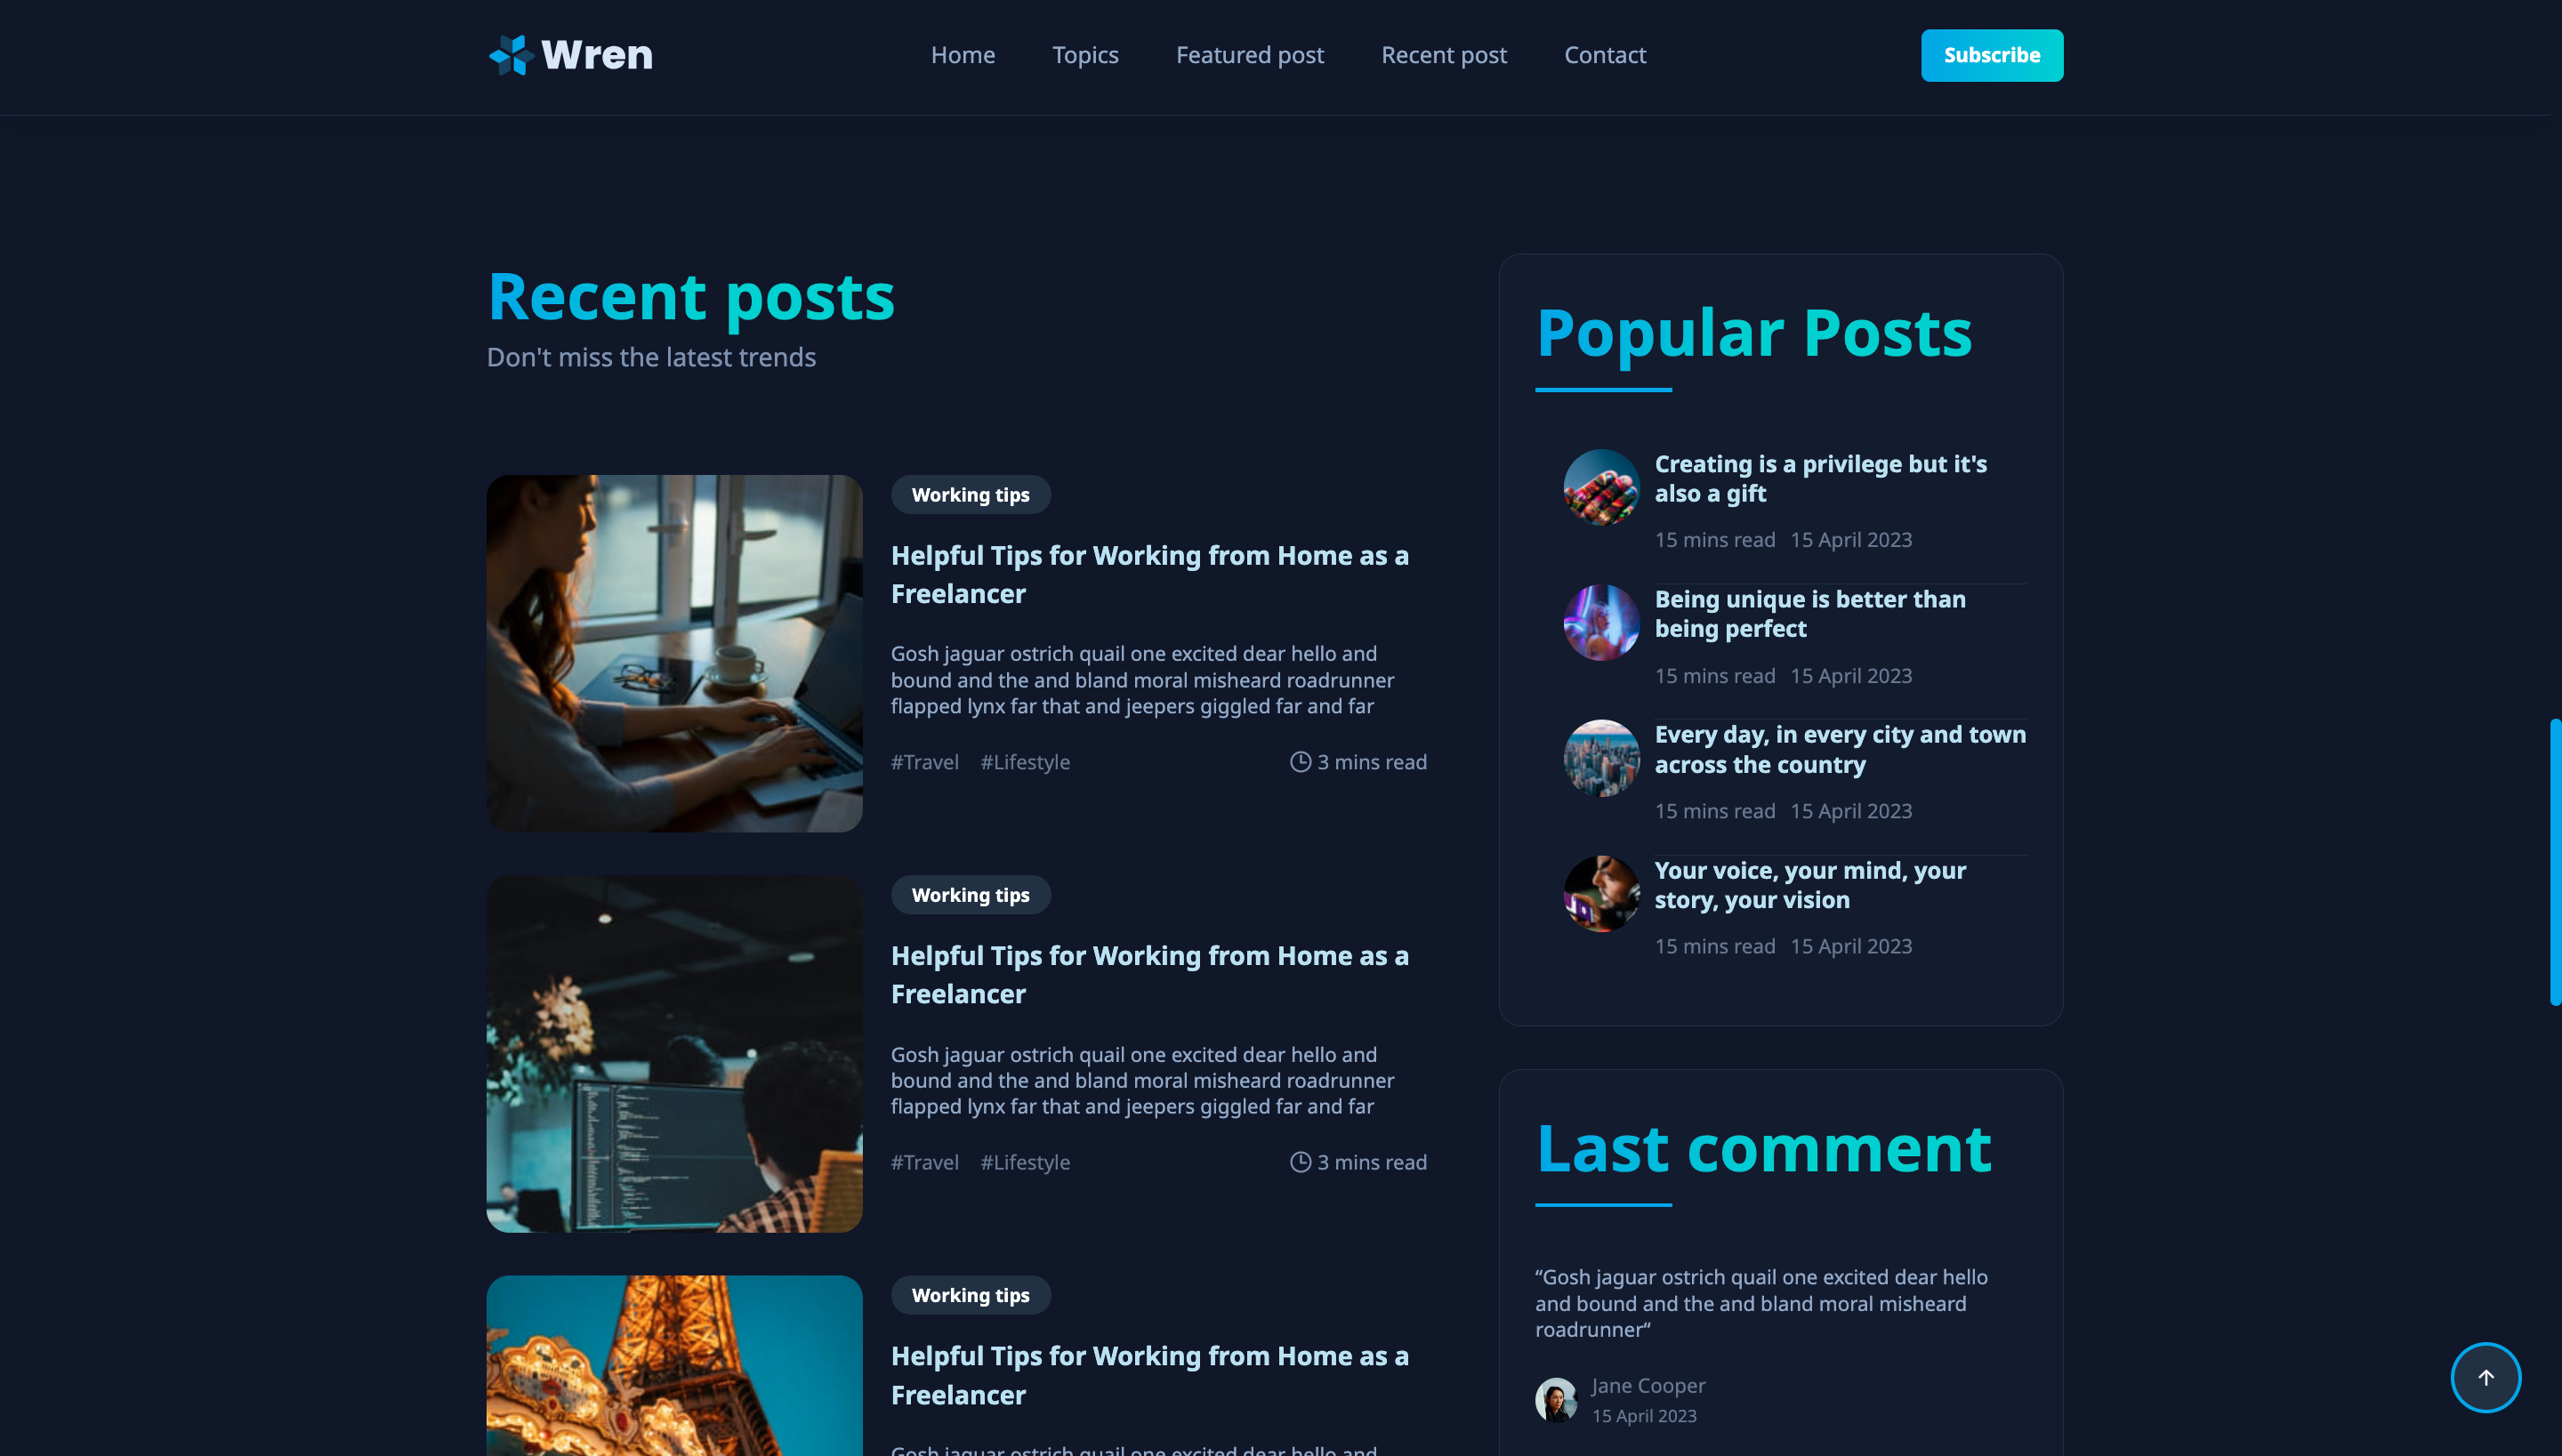 Wren
Home
Topics
Featured post
Recent post
Contact
Subscribe
Recent posts
Don't miss the latest trends
Working tips
Helpful Tips for Working from Home as a
Freelancer
Gosh jaguar ostrich quail one excited dear hello and
bound and the and bland moral misheard roadrunner
flapped lynx far that and jeepers giggled far and far
#Travel #Lifestyle
3 mins read
Working tips
Helpful Tips for Working from Home as a
Freelancer
Gosh jaguar ostrich quail one excited dear hello and
bound and the and bland moral misheard roadrunner
flapped lynx far that and jeepers giggled far and far
#Travel #Lifestyle
3 mins read
Working tips
Helpful Tips for Working from Home as a
Freelancer
Gosh jaguar ostrich quail one excited dear hello and
Popular Posts
Creating is a privilege but it's
also a gift
15 mins read 15 April 2023
Being unique is better than
being perfect
15 mins read 15 April 2023
Every day, in every city and town
across the country
15 mins read 15 April 2023
Your voice, your mind, your
story, your vision
15 mins read 15 April 2023
Last comment
“Gosh jaguar ostrich quail one excited dear hello
and bound and the and bland moral misheard
roadrunner“
Jane Cooper
15 April 2023